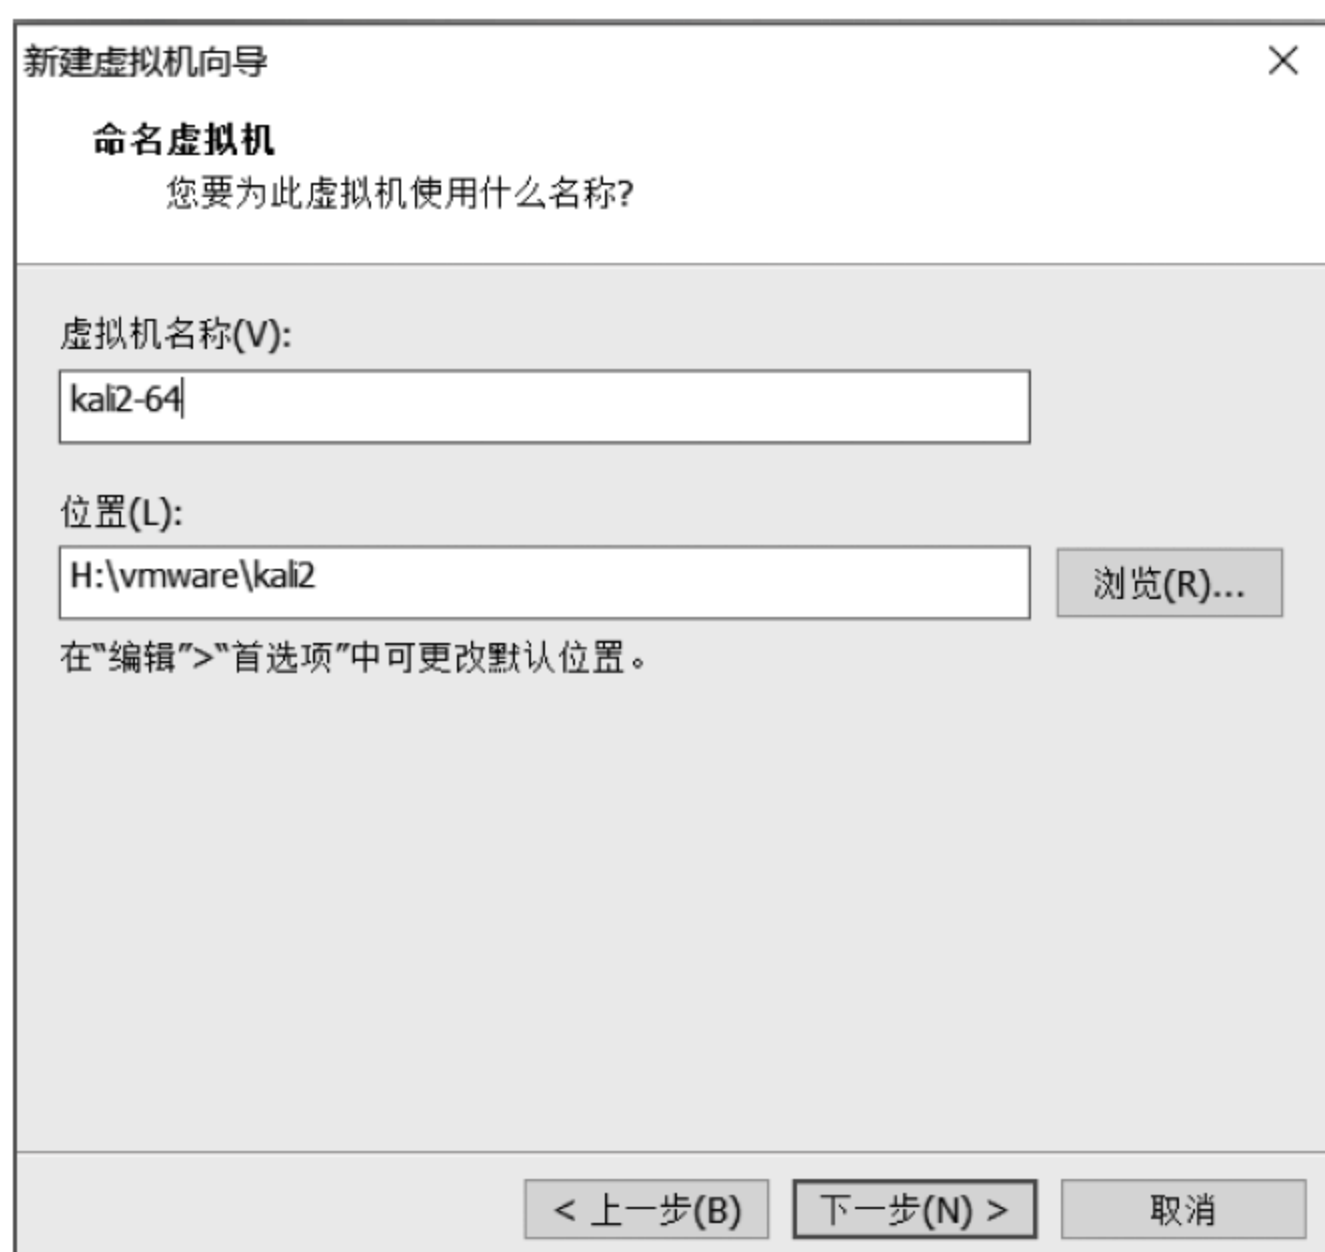 新建虚拟机向导
命名虚拟机
您要为此虚拟机使用什么名称?
虚拟机名称(V):
kali2-64
位置(L):
H:\vmware\kali2
浏览(R)...
在“编辑”>“首选项”中可更改默认位置。
< 上一步(B)
下一步(N) >
取消